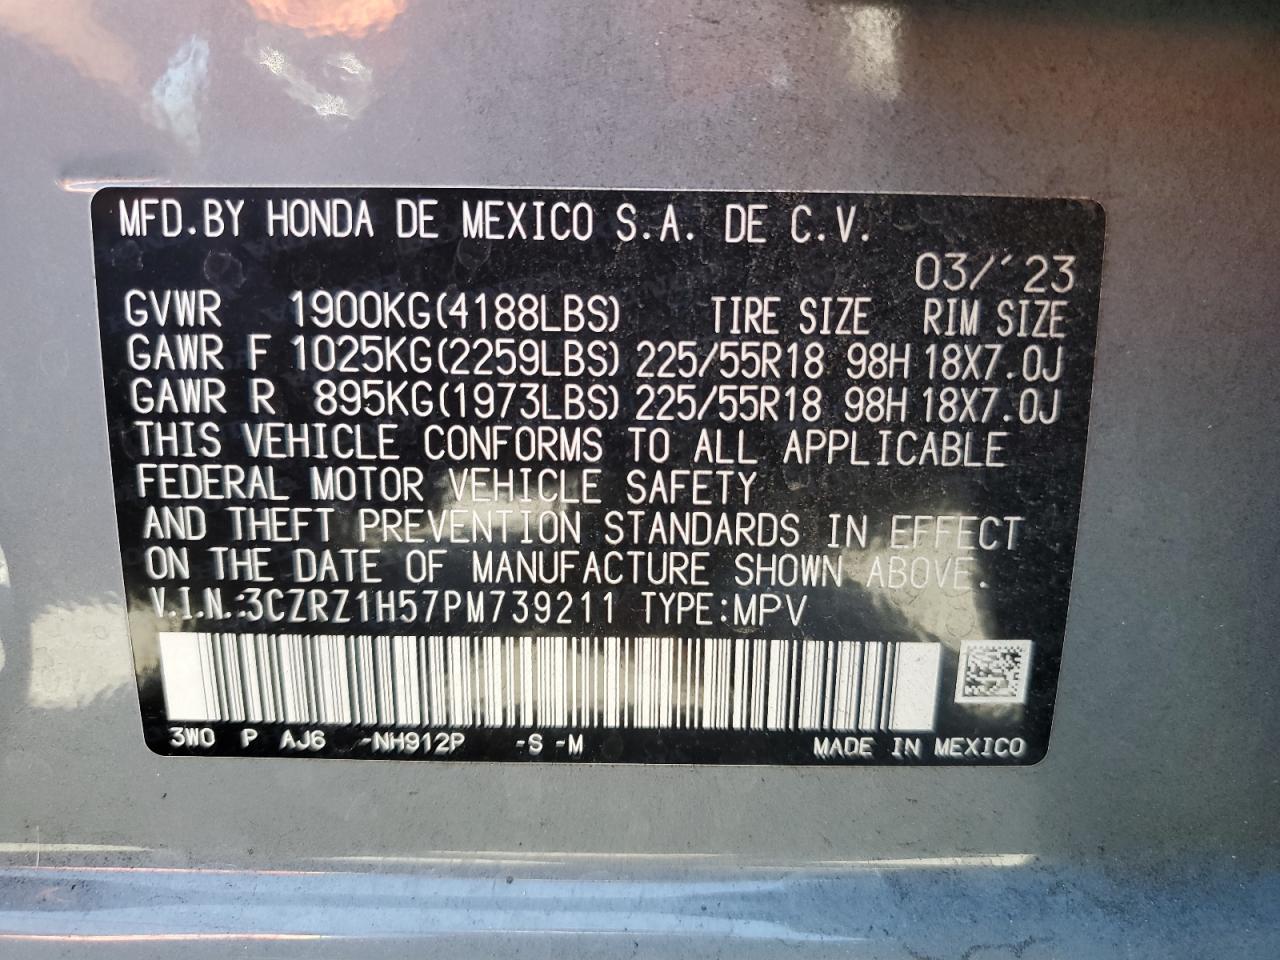 MFD.BY HONDA DE MEXICO S.A. DE C.V.
03/'23
GVWR 1900KG(4188LBS) TIRE SIZE RIM SIZE
GAWR F 1025KG(2259LBS) 225/55R18 98H 18X7.0J
GAWR R 895KG(1973LBS) 225/55R18 98H 18X7.0J
THIS VEHICLE CONFORMS TO ALL APPLICABLE
FEDERAL MOTOR VEHICLE SAFETY
AND THEFT PREVENTION STANDARDS IN EFFECT
ON THE DATE OF MANUFACTURE SHOWN ABOVE.
V.I.N.:3CZRZ1H57PM739211 TYPE:MPV
3W0 P AJ6 -NH912P -S -M MADE IN MEXICO